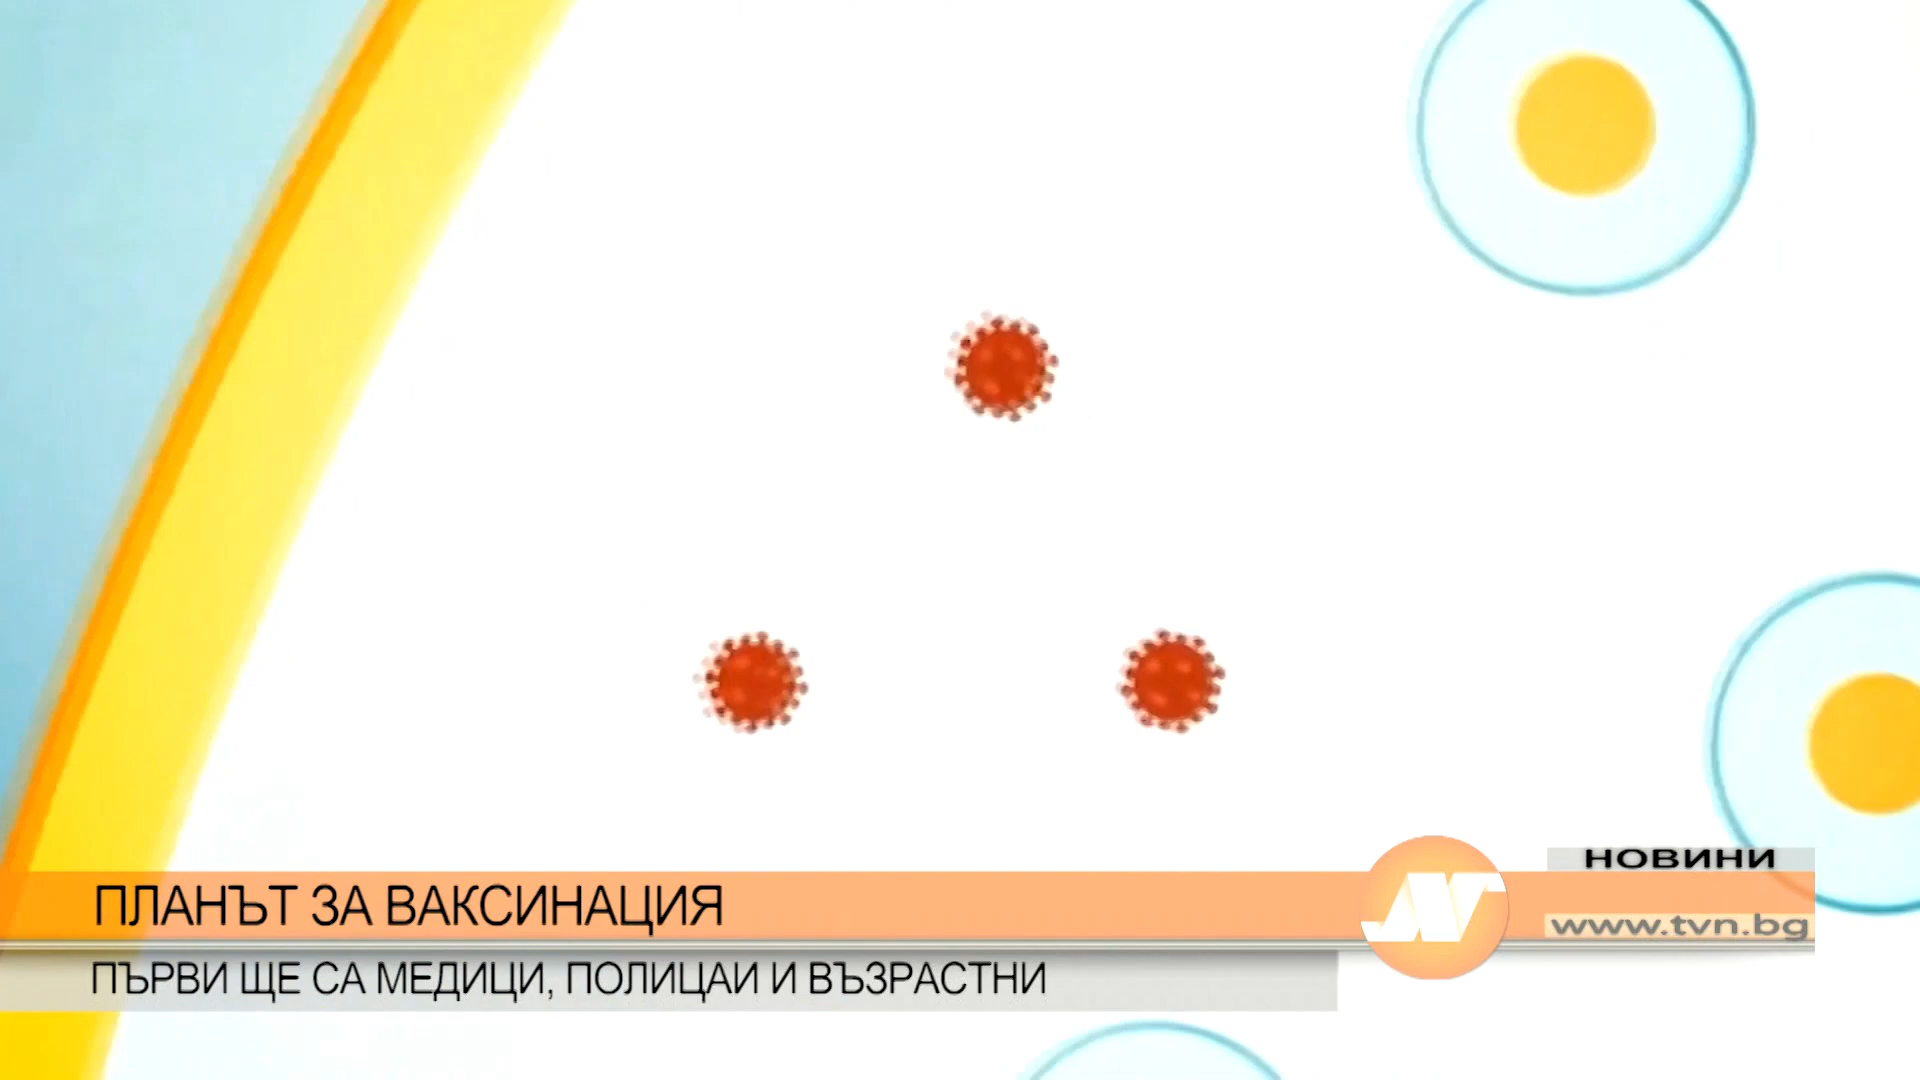 ПЛАНЪТ ЗА ВАКСИНАЦИЯ
ПЪРВИ ЩЕ СА МЕДИЦИ, ПОЛИЦАИ И ВЪЗРАСТНИ
НОВИНИ
www.tvn.bg